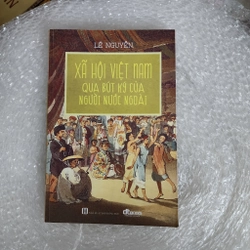 LÊ NGUYỄN
XÃ HỘI VIỆT NAM
QUA BÚT KÝ CỦA
NGƯỜI NƯỚC NGOÀI